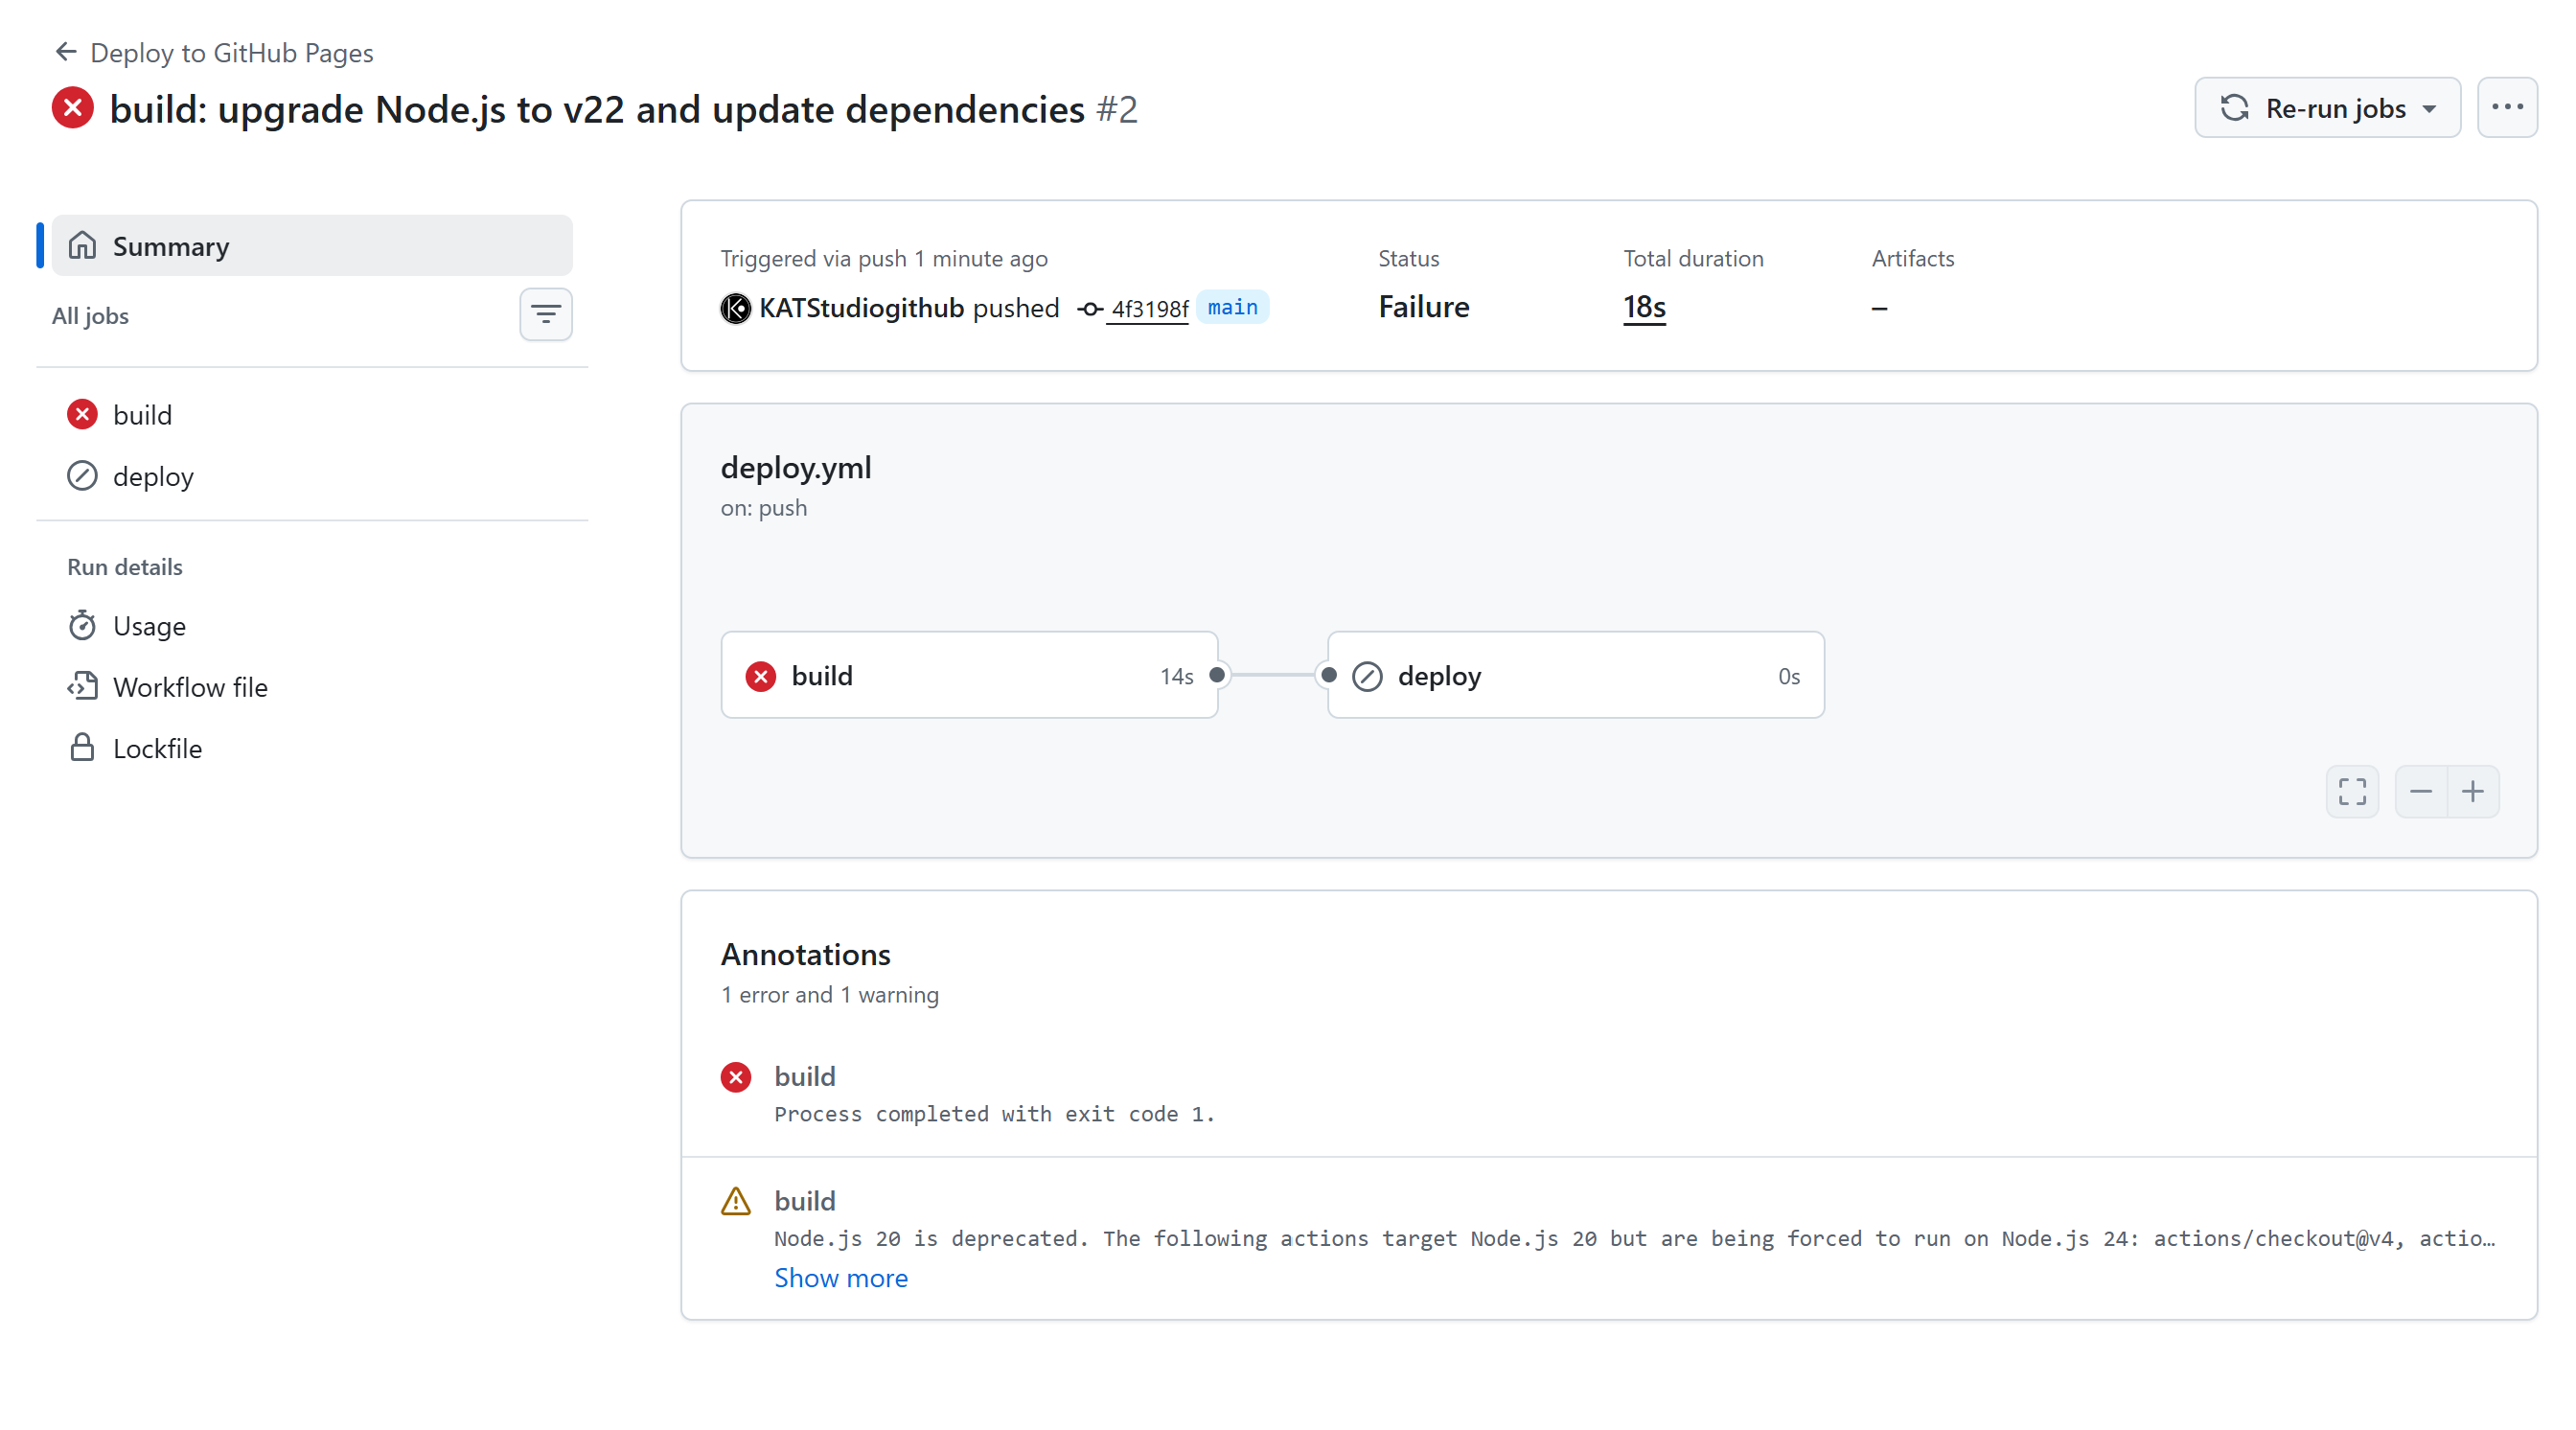 Deploy to GitHub Pages
build: upgrade Node.js to v22 and update dependencies #2
Re-run jobs
Summary
All jobs
build
deploy
Run details
Usage
Workflow file
Lockfile
Triggered via push 1 minute ago
KATStudiogithub pushed 4f3198f main
Status
Failure
Total duration
18s
Artifacts
–
deploy.yml
on: push
build 14s
deploy 0s
Annotations
1 error and 1 warning
build
Process completed with exit code 1.
build
Node.js 20 is deprecated. The following actions target Node.js 20 but are being forced to run on Node.js 24: actions/checkout@v4, actio…
Show more